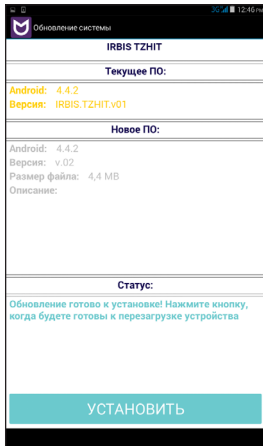 3G 12:46 PM
Обновление системы
IRBIS TZHIT
Текущее ПО:
Android: 4.4.2
Версия: IRBIS.TZHIT.v01
Новое ПО:
Android: 4.4.2
Версия: v.02
Размер файла: 4,4 MB
Описание:
Статус:
Обновление готово к установке! Нажмите кнопку,
когда будете готовы к перезагрузке устройства
УСТАНОВИТЬ